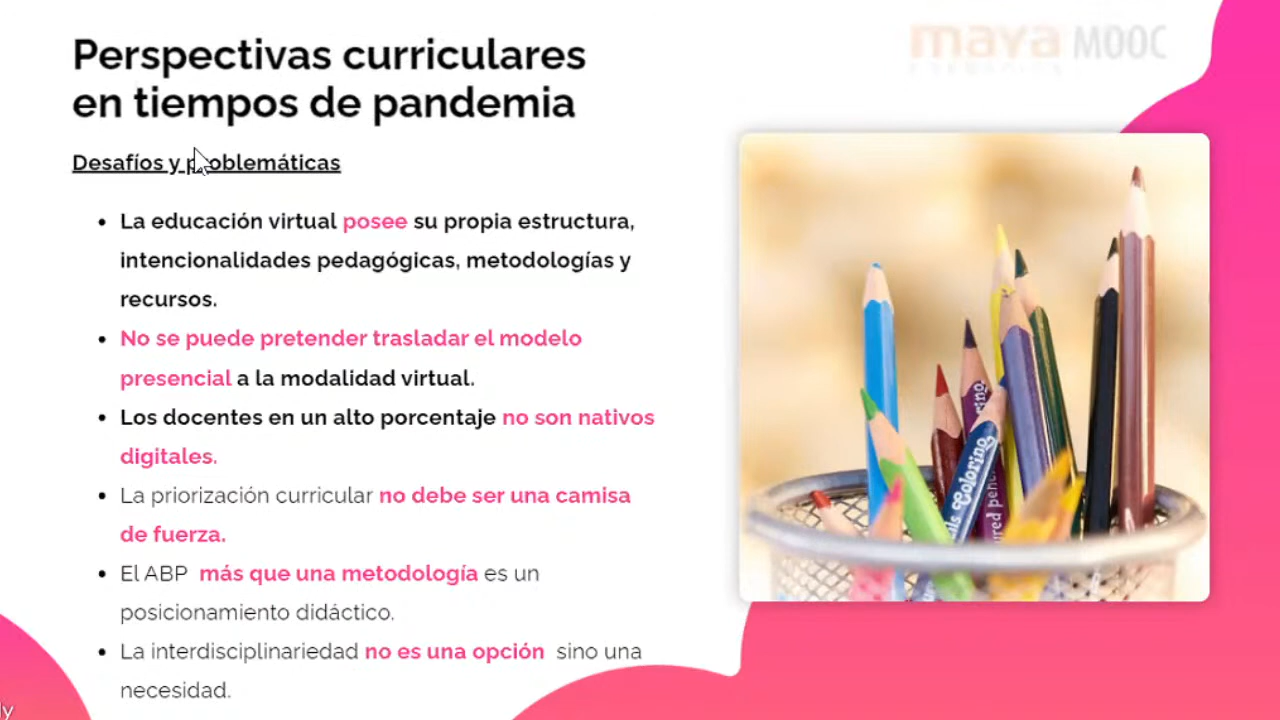 maya MOOC
Perspectivas curriculares
en tiempos de pandemia
Desafíos y problemáticas
• La educación virtual posee su propia estructura,
intencionalidades pedagógicas, metodologías y
recursos.
• No se puede pretender trasladar el modelo
presencial a la modalidad virtual.
• Los docentes en un alto porcentaje no son nativos
digitales.
• La priorización curricular no debe ser una camisa
de fuerza.
• El ABP más que una metodología es un
posicionamiento didáctico.
• La interdisciplinariedad no es una opción sino una
necesidad.
Coloring
ly